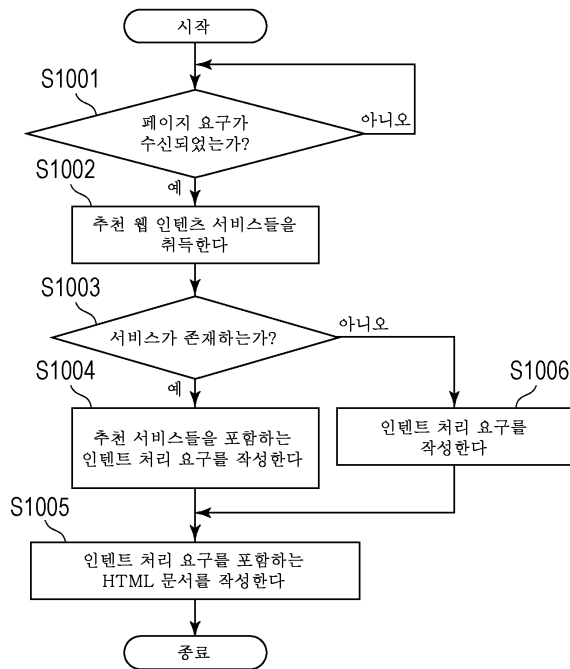 시작
S1001
페이지 요구가
수신되었는가?
아니오
예
S1002
추천 웹 인텐츠 서비스들을
취득한다
S1003
서비스가 존재하는가?
아니오
예
S1004
추천 서비스들을 포함하는
인텐트 처리 요구를 작성한다
S1006
인텐트 처리 요구를
작성한다
S1005
인텐트 처리 요구를 포함하는
HTML 문서를 작성한다
종료